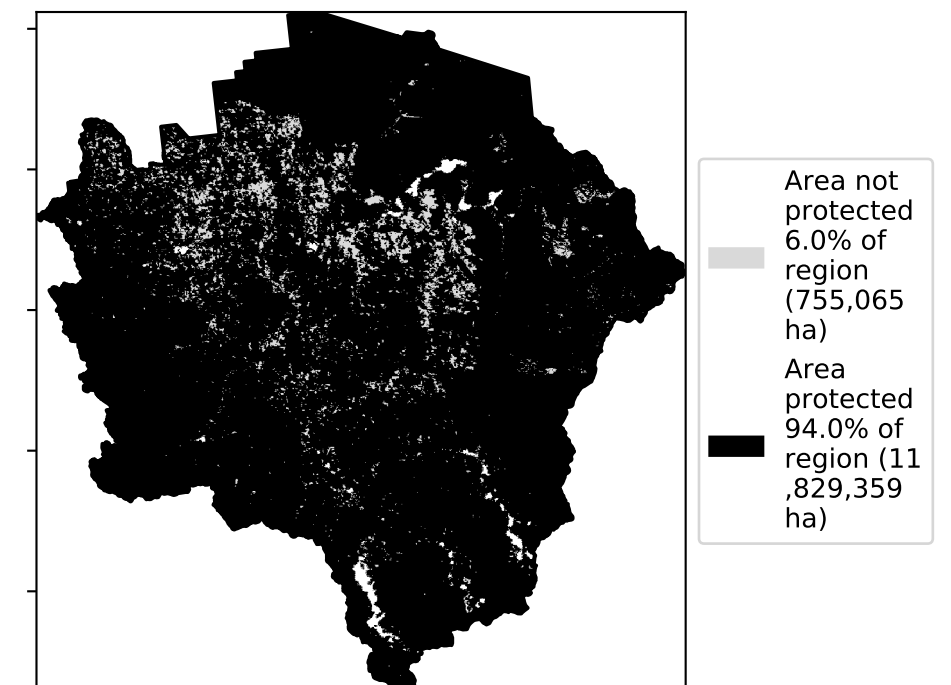 Area not
protected
6.0% of
region
(755,065
ha)
Area
protected
94.0% of
region (11
,829,359
ha)